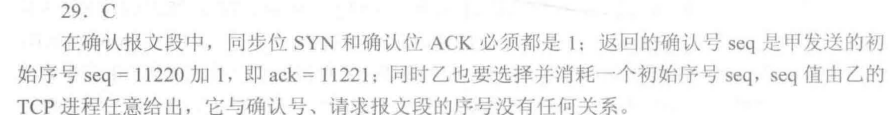 29. C
在确认报文段中，同步位 SYN 和确认位 ACK 必须都是 1；返回的确认号 seq 是甲发送的初
始序号 seq = 11220 加 1，即 ack = 11221；同时乙也要选择并消耗一个初始序号 seq，seq 值由乙的
TCP 进程任意给出，它与确认号、请求报文段的序号没有任何关系。